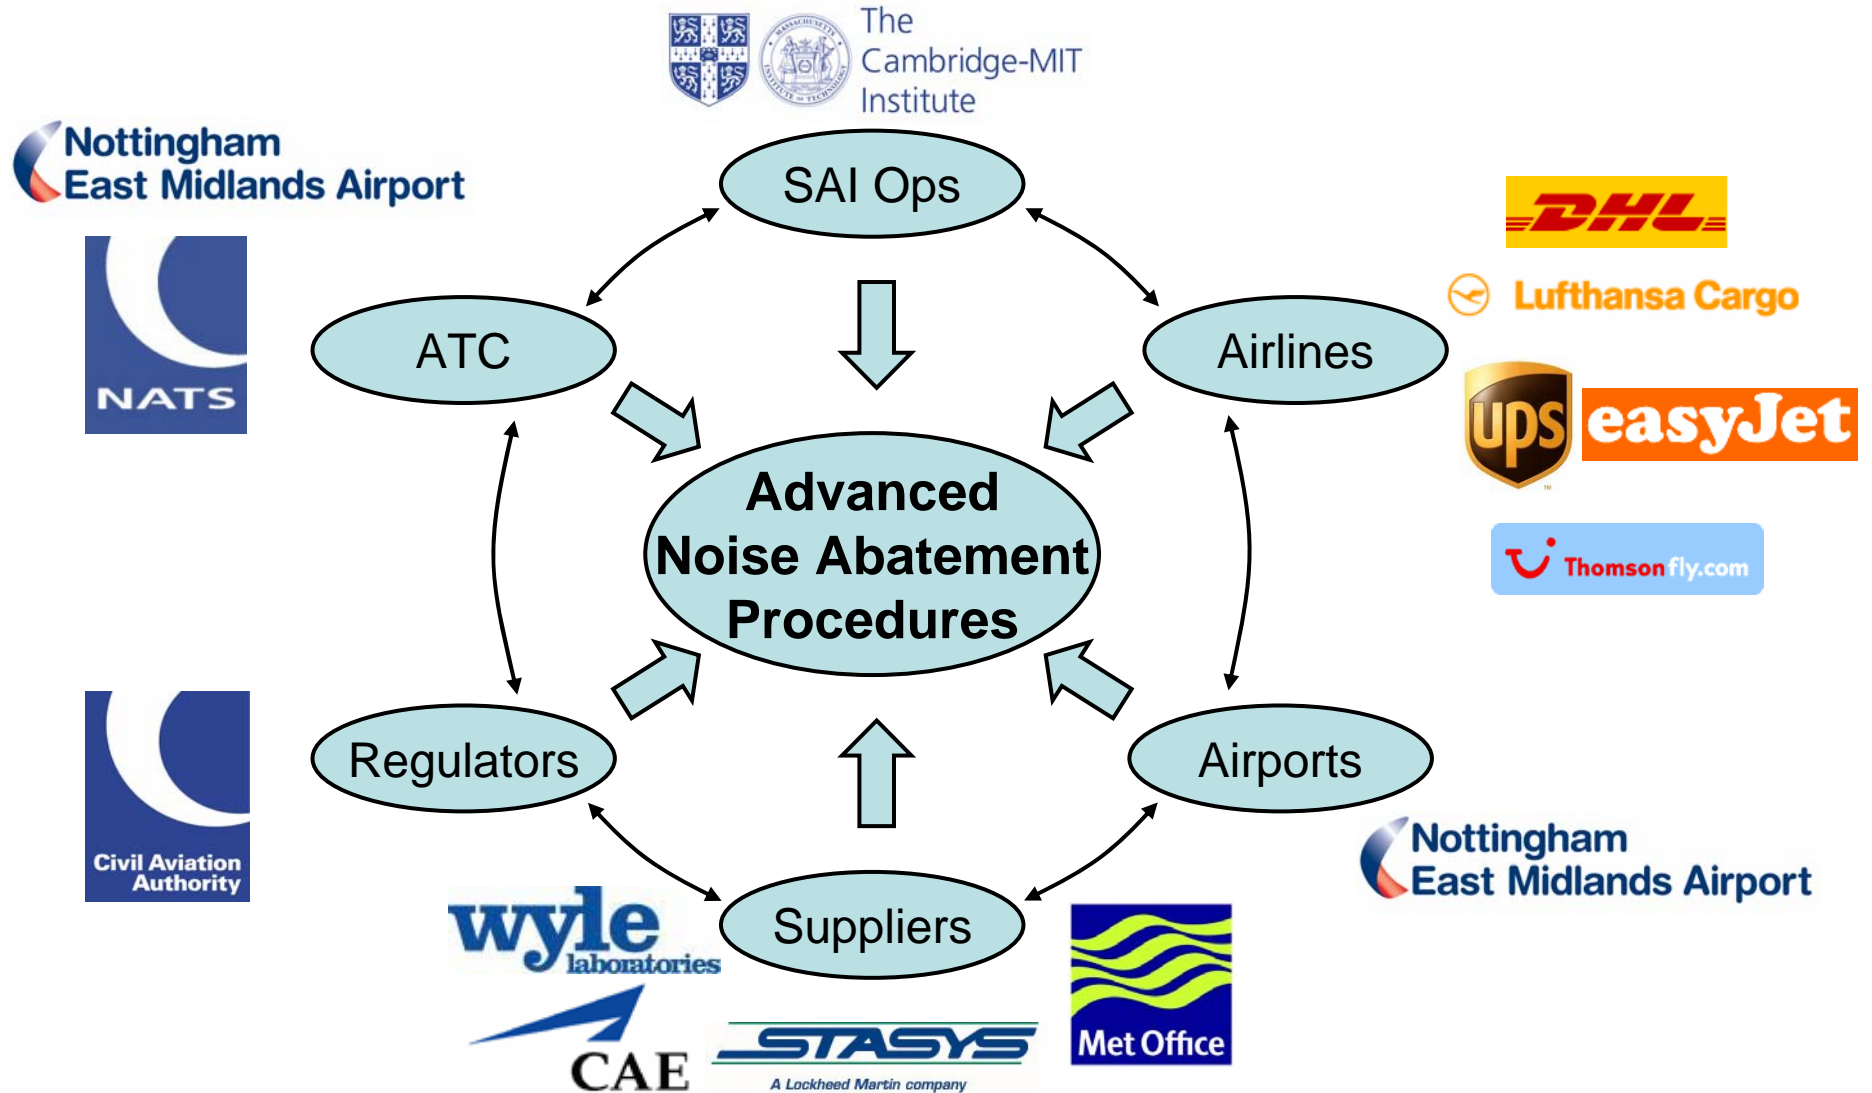 The
Cambridge-MIT
Institute
Nottingham
East Midlands Airport
SAI Ops
DHL
Lufthansa Cargo
NATS
ATC
Airlines
ups
easyJet
Advanced
Noise Abatement
Procedures
Thomsonfly.com
Regulators
Airports
Civil Aviation
Authority
Nottingham
East Midlands Airport
wyle
laboratories
Suppliers
Met Office
CAE
STASYS
A Lockheed Martin company